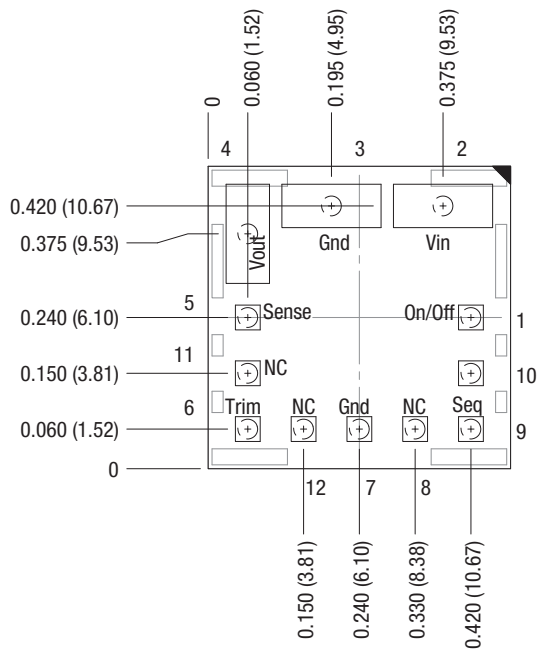 0
0.060 (1.52)
0.195 (4.95)
0.375 (9.53)
4
3
2
0.420 (10.67)
0.375 (9.53)
Vout
Gnd
Vin
0.240 (6.10)
5
Sense
On/Off
1
0.150 (3.81)
11
NC
10
0.060 (1.52)
6
Trim
NC
Gnd
NC
Seq
9
0
12
7
8
0.150 (3.81)
0.240 (6.10)
0.330 (8.38)
0.420 (10.67)